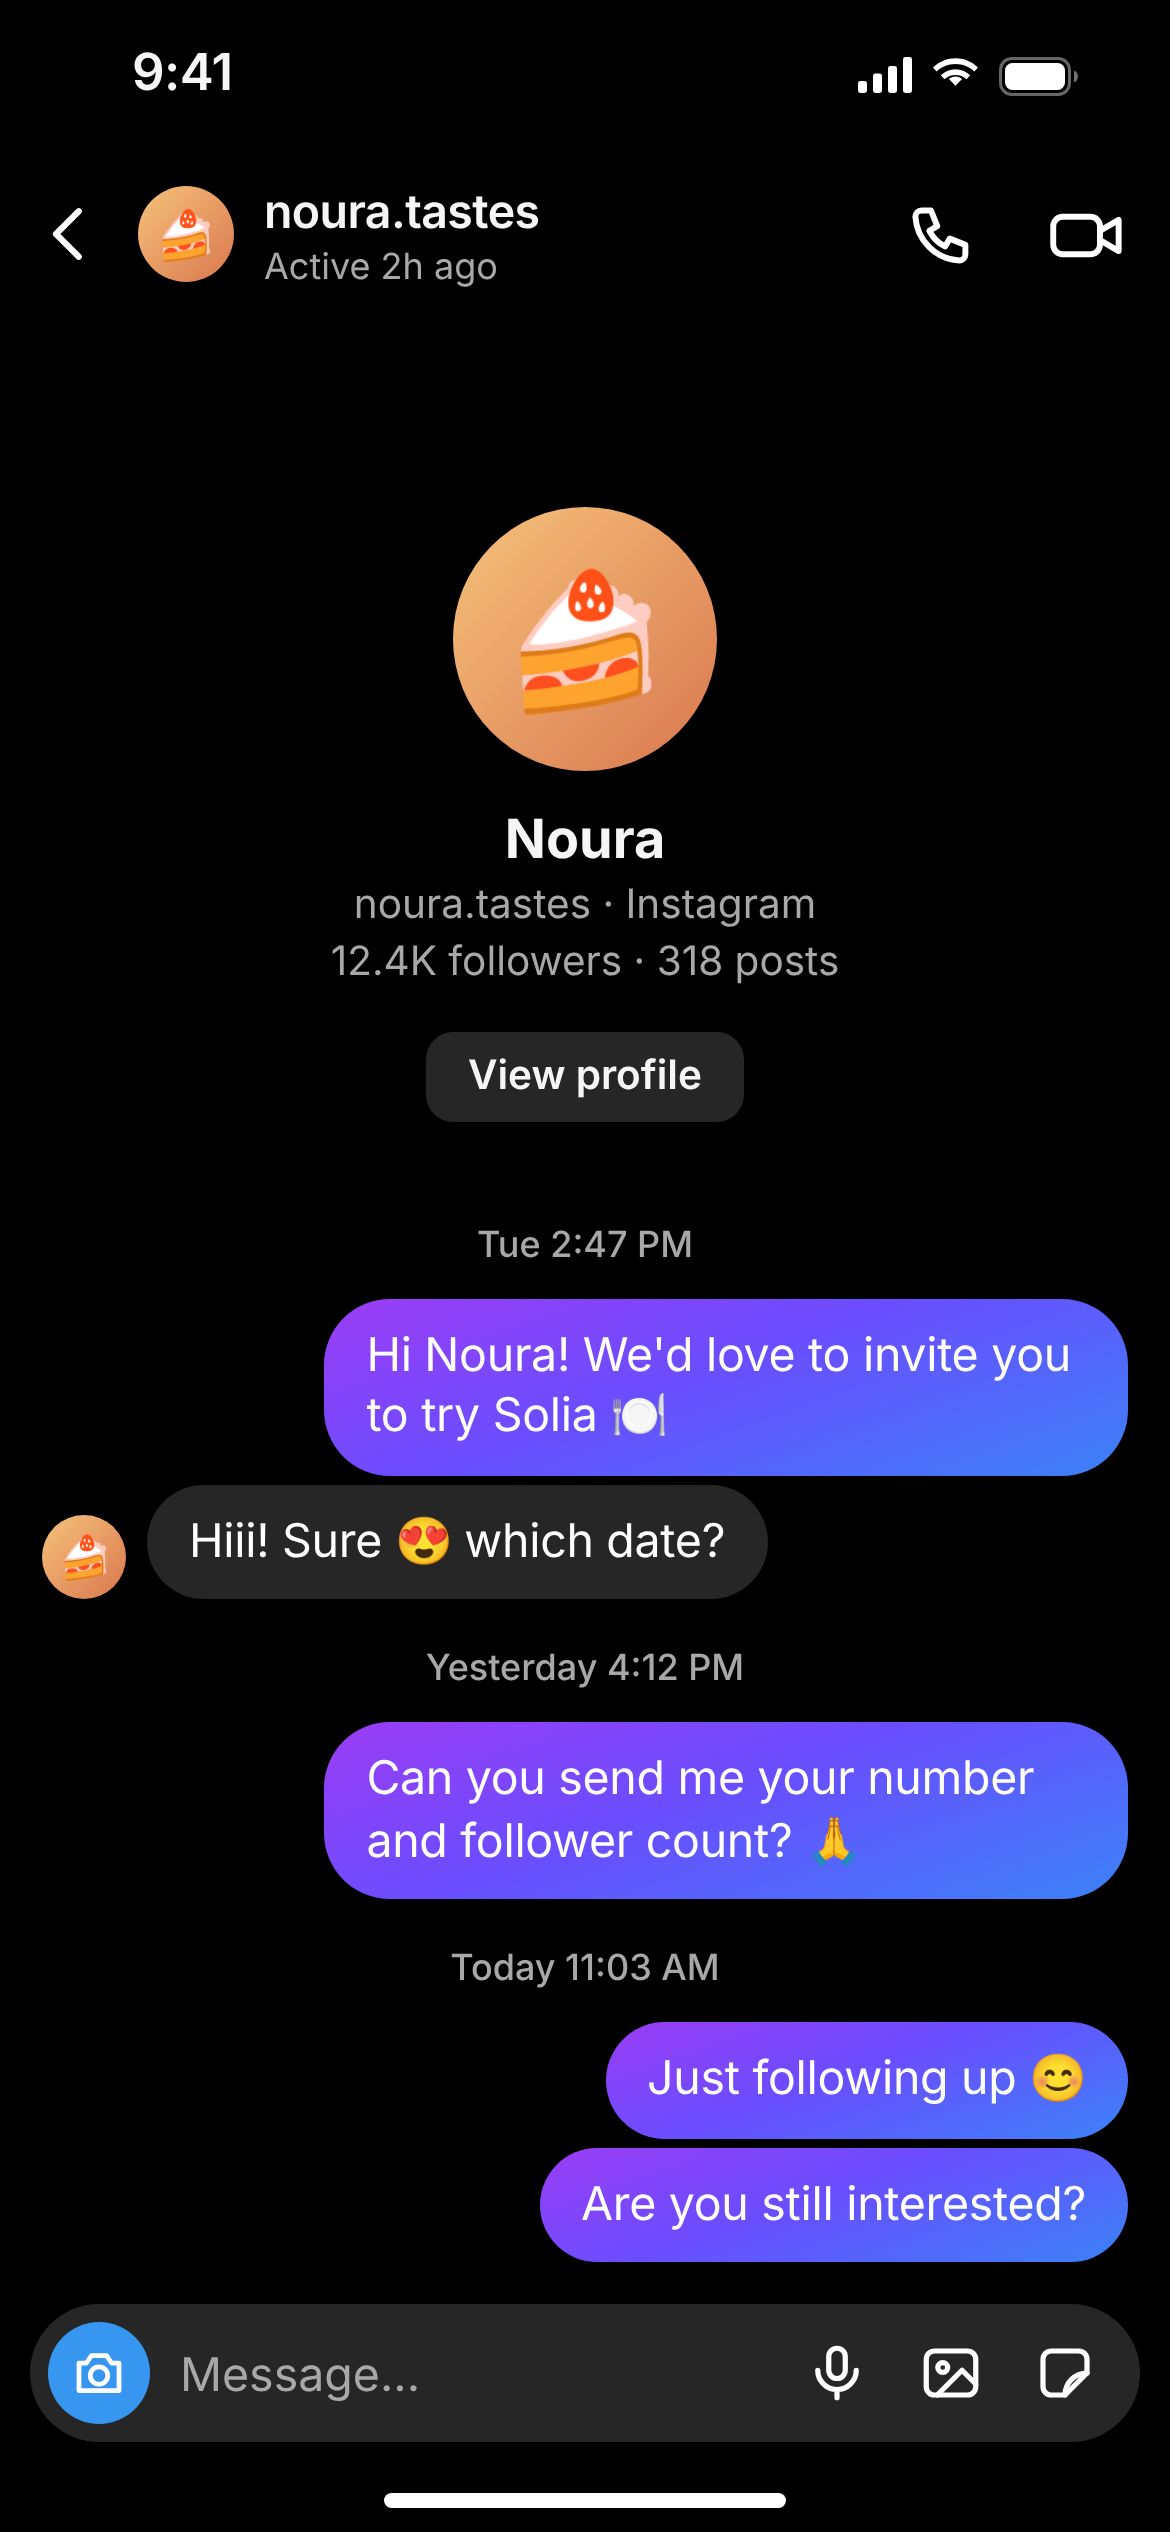 9:41
noura.tastes
Active 2h ago
Noura
noura.tastes · Instagram
12.4K followers · 318 posts
View profile
Tue 2:47 PM
Hi Noura! We'd love to invite you
to try Solia 🍽️
Hiii! Sure 😍 which date?
Yesterday 4:12 PM
Can you send me your number
and follower count? 🙏
Today 11:03 AM
Just following up 😊
Are you still interested?
Message...